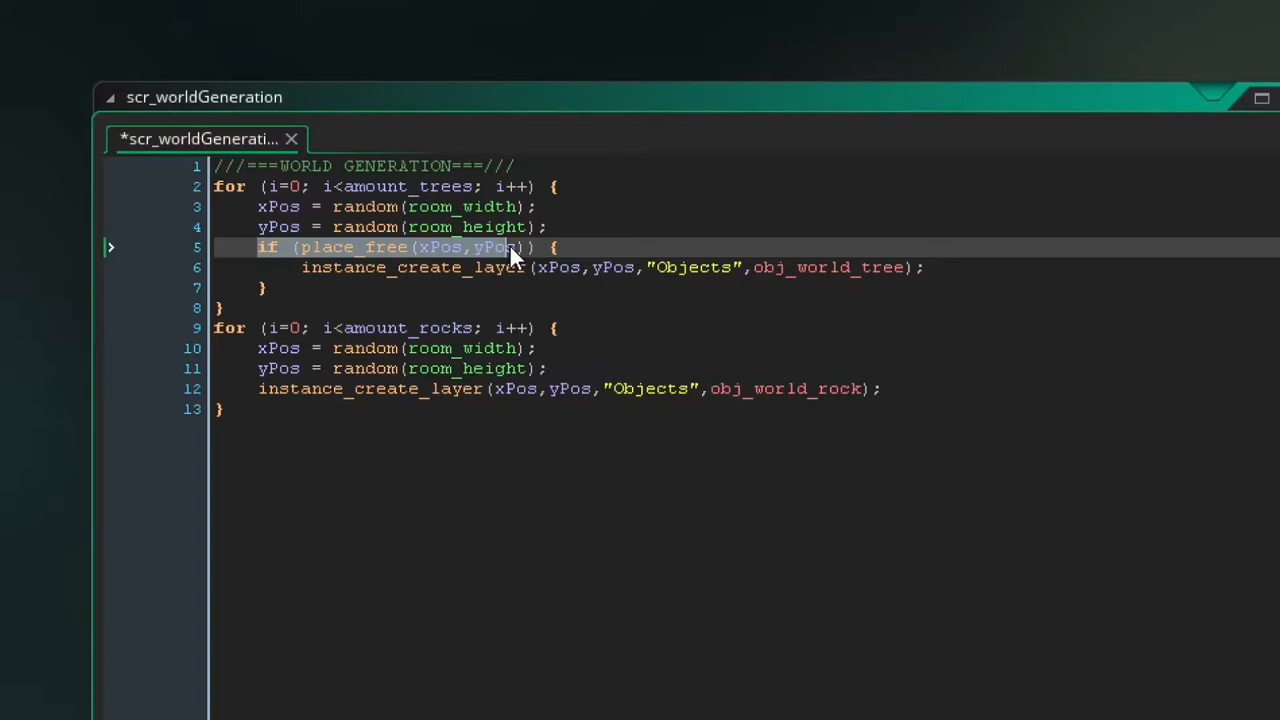 scr_worldGeneration
*scr_worldGenerati...
1 ///===WORLD GENERATION===///
2 for (i=0; i<amount_trees; i++) {
3 xPos = random(room_width);
4 yPos = random(room_height);
5 if (place_free(xPos,yPos)) {
6 instance_create_layer(xPos,yPos,"Objects",obj_world_tree);
7 }
8 }
9 for (i=0; i<amount_rocks; i++) {
10 xPos = random(room_width);
11 yPos = random(room_height);
12 instance_create_layer(xPos,yPos,"Objects",obj_world_rock);
13 }